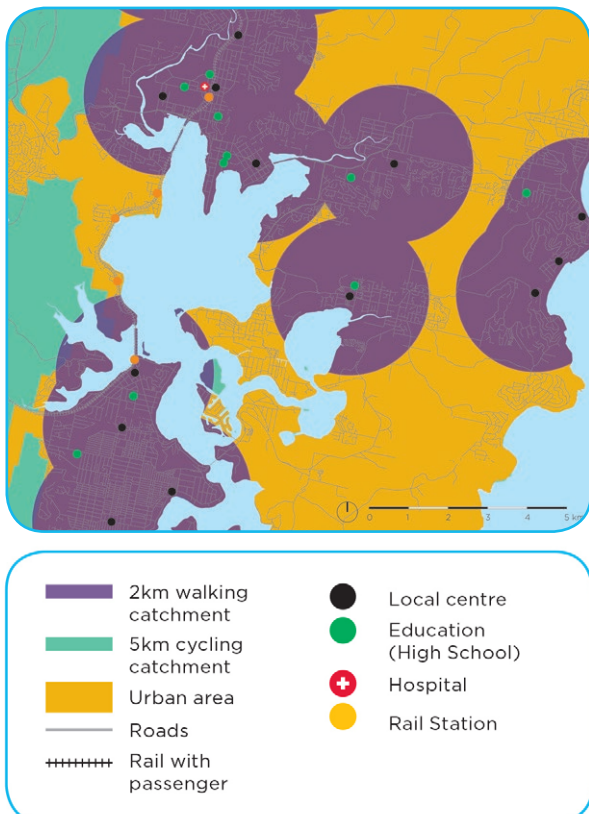 0 1 2 3 4 5 km
2km walking
catchment
5km cycling
catchment
Urban area
Roads
Rail with
passenger
Local centre
Education
(High School)
Hospital
Rail Station